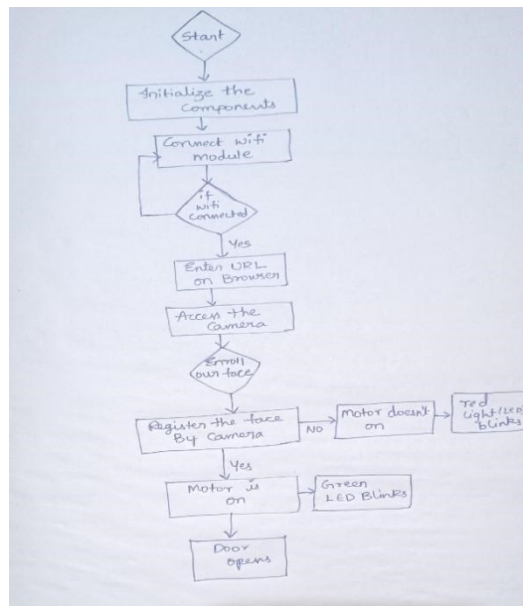 Start
Initialize the
Components
Connect wifi
module
if
wifi
connected
Yes
Enter URL
on Browser
Access the
Camera
Enroll
our face
Register the face
By Camera
NO
Motor doesn't
on
red
light/LED
blinks
Yes
Motor is
on
Green
LED Blinks
Door
opens